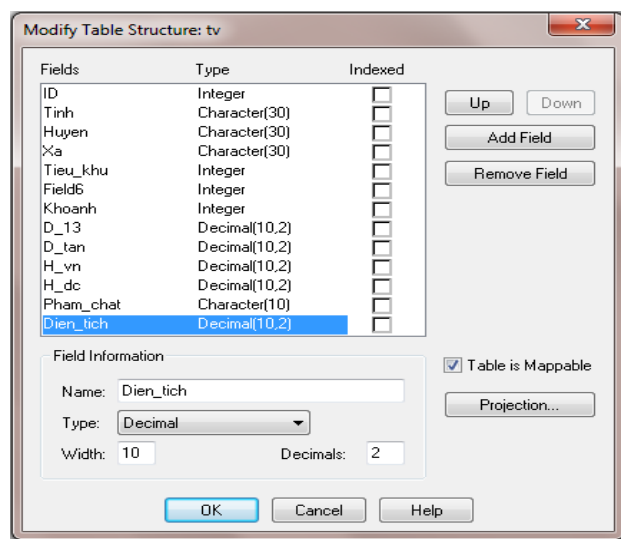 Modify Table Structure: tv
Fields Type Indexed
ID Integer
Tinh Character(30)
Huyen Character(30)
Xa Character(30)
Tieu_khu Integer
Field6 Integer
Khoanh Integer
D_13 Decimal(10,2)
D_tan Decimal(10,2)
H_vn Decimal(10,2)
H_dc Decimal(10,2)
Pham_chat Character(10)
Dien_tich Decimal(10,2)
Up Down
Add Field
Remove Field
Field Information
Name: Dien_tich
Type: Decimal
Width: 10 Decimals: 2
Table is Mappable
Projection...
OK Cancel Help